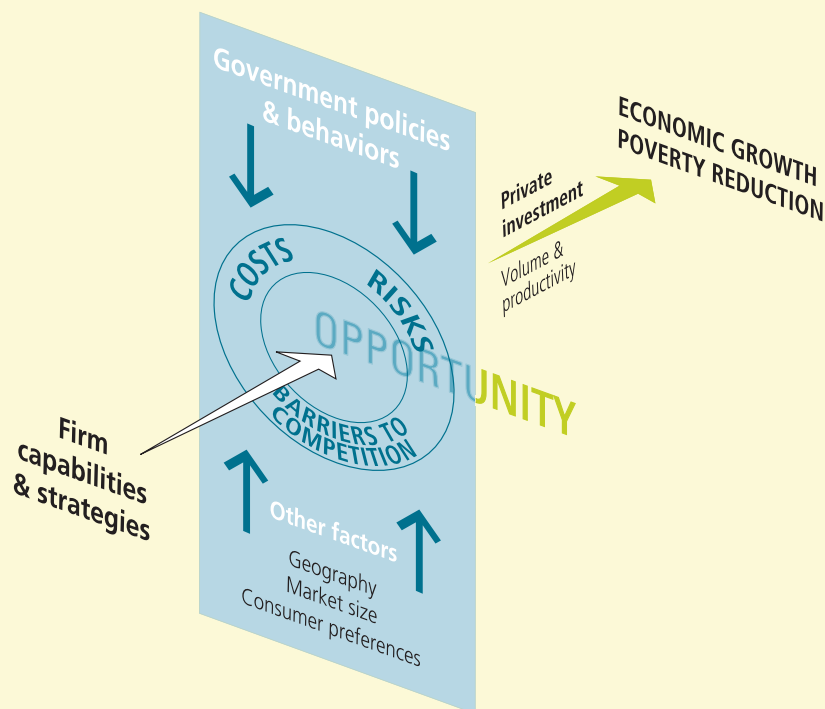 Government policies
& behaviors
ECONOMIC GROWTH
POVERTY REDUCTION
Private
investment
Volume &
productivity
COSTS
RISKS
OPPORTUNITY
BARRIERS TO
COMPETITION
Firm
capabilities
& strategies
Other factors
Geography
Market size
Consumer preferences